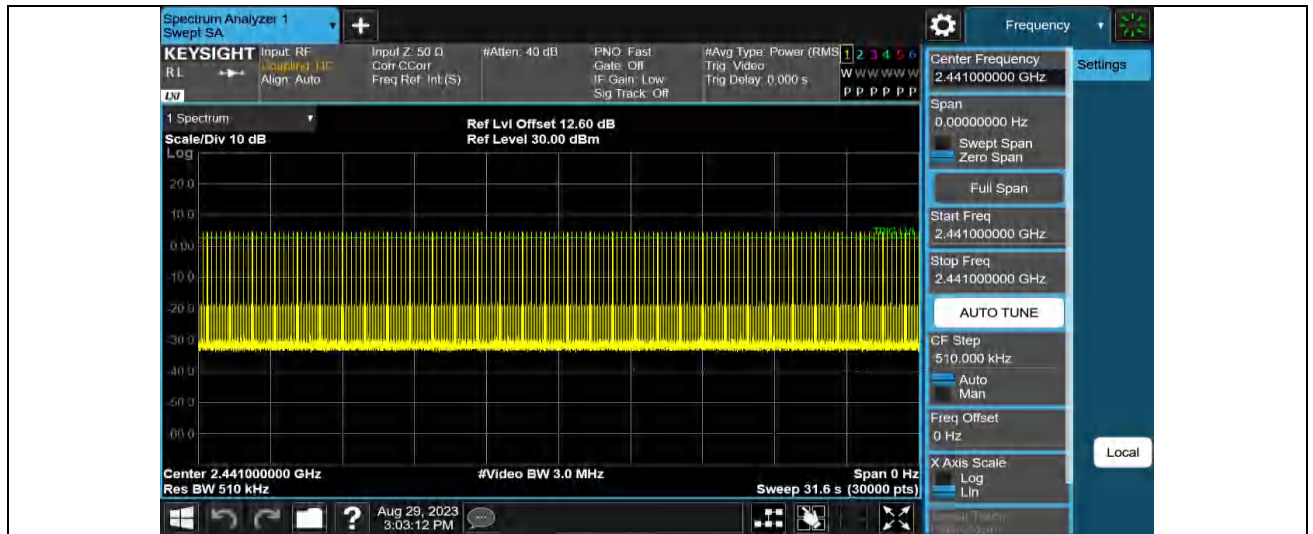 Spectrum Analyzer 1
Swept SA
Frequency
KEYSIGHT
Input: RF
Input Z: 50 Ω
#Atten: 40 dB
PNO: Fast
#Avg Type: Power (RMS
1 2 3 4 5 6
RL
Coupling: DC
Corr CCorr
Gate: Off
Trig: Video
W W W W W W
Align: Auto
Freq Ref: Int (S)
IF Gain: Low
Trig Delay: 0.000 s
Sig Track: Off
P P P P P P
LXI
Center Frequency
2.441000000 GHz
Settings
1 Spectrum
Ref Lvl Offset 12.60 dB
Scale/Div 10 dB
Ref Level 30.00 dBm
Log
20.0
10.0
0.00
-10.0
-20.0
-30.0
-40.0
-50.0
-60.0
TRIG LVL
Span
0.00000000 Hz
Swept Span
Zero Span
Full Span
Start Freq
2.441000000 GHz
Stop Freq
2.441000000 GHz
AUTO TUNE
CF Step
510.000 kHz
Auto
Man
Freq Offset
0 Hz
X Axis Scale
Log
Lin
Local
Center 2.441000000 GHz
#Video BW 3.0 MHz
Span 0 Hz
Res BW 510 kHz
Sweep 31.6 s (30000 pts)
?
Aug 29, 2023
3:03:12 PM